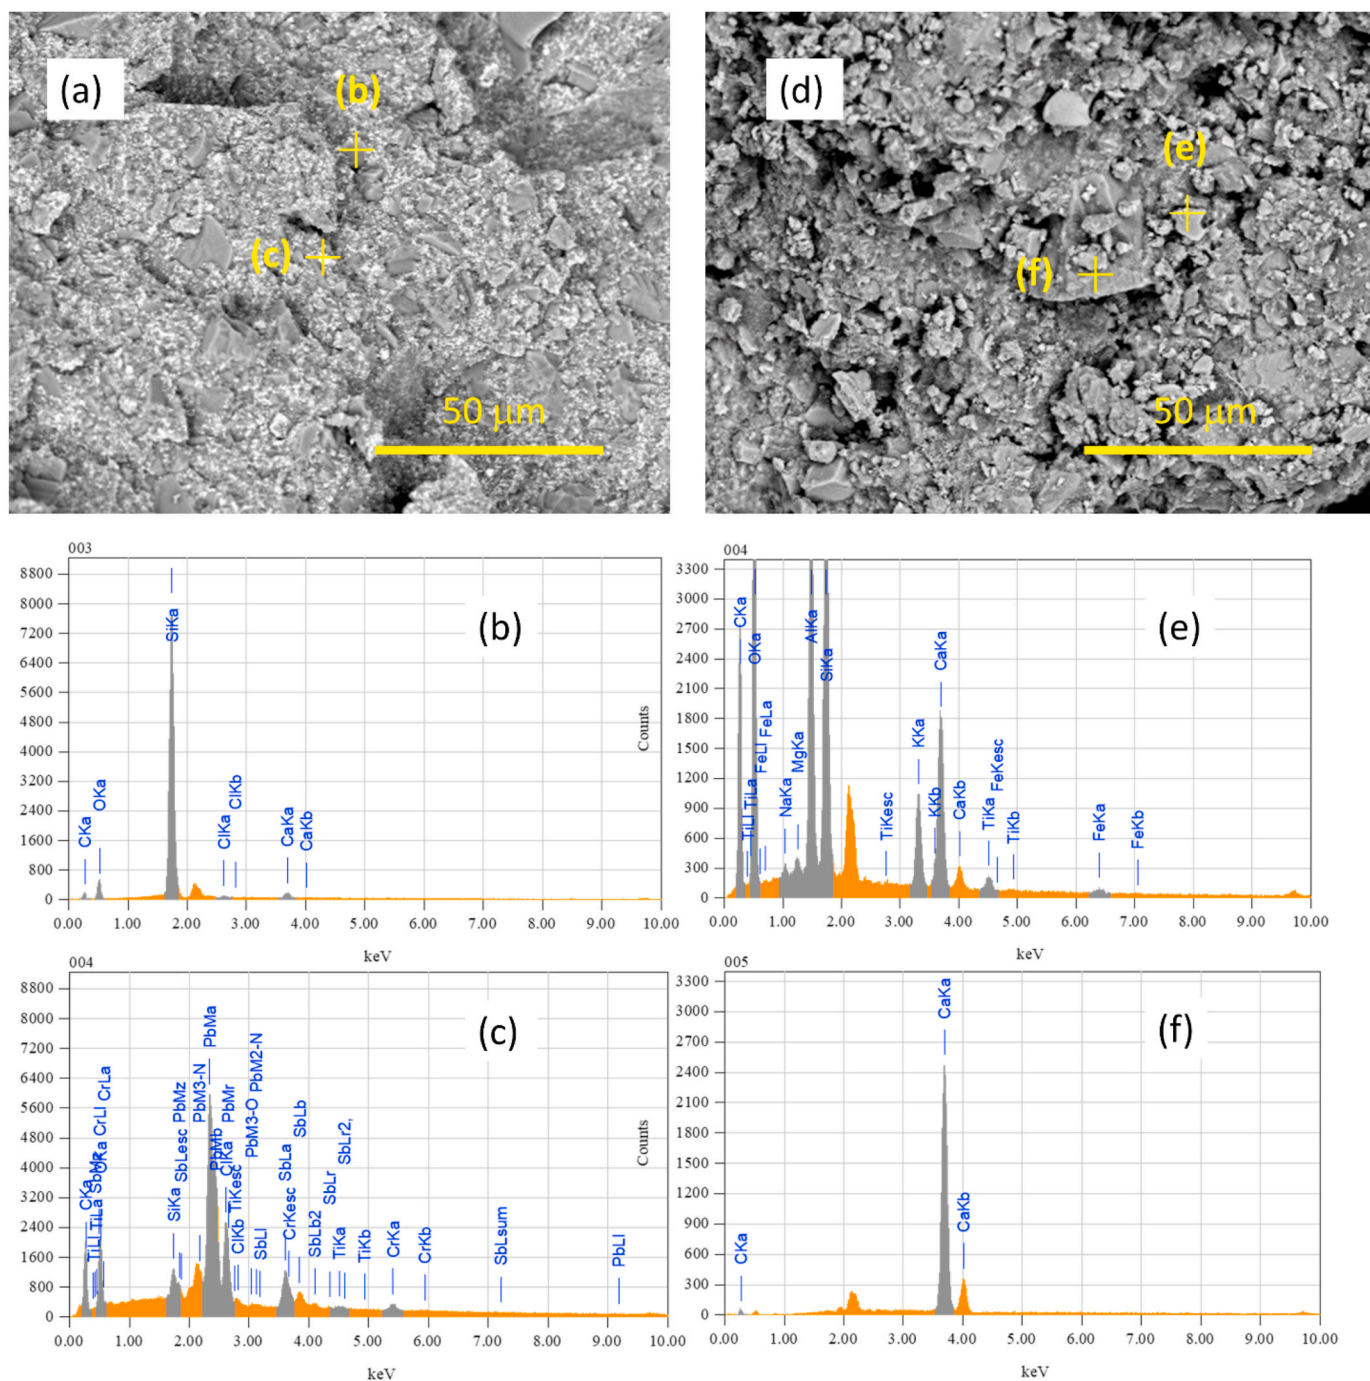 (a)
(b)
(c)
50 μm
(d)
(e)
(f)
50 μm
003
8800
8000
7200
6400
5600
4800
4000
3200
2400
1600
800
0
(b)
CKa
OKa
SiKa
ClKa
ClKb
CaKa
CaKb
0.00 1.00 2.00 3.00 4.00 5.00 6.00 7.00 8.00 9.00 10.00
keV
004
Counts
3300
3000
2700
2400
2100
1800
1500
1200
900
600
300
0
(e)
CKa
OKa
TiLl
TiLa
FeLl
FeLa
NaKa
MgKa
AlKa
SiKa
TiKesc
KKa
KKb
CaKa
CaKb
TiKa
FeKesc
TiKb
FeKa
FeKb
0.00 1.00 2.00 3.00 4.00 5.00 6.00 7.00 8.00 9.00 10.00
keV
004
8800
8000
7200
6400
5600
4800
4000
3200
2400
1600
800
0
(c)
CKa
TiLl
TiLa
SbMz
OKa
CrLl
CrLa
SiKa
SbLesc
PbMz
PbM3-N
PbMa
PbMb
ClKa
PbMr
ClKb
TiKesc
PbM3-O
PbM2-N
SbLl
SbLa
CrKesc
SbLb
SbLb2
SbLr
SbLr2,
TiKa
TiKb
CrKa
CrKb
SbLsum
PbLl
0.00 1.00 2.00 3.00 4.00 5.00 6.00 7.00 8.00 9.00 10.00
keV
005
Counts
3300
3000
2700
2400
2100
1800
1500
1200
900
600
300
0
(f)
CKa
CaKa
CaKb
0.00 1.00 2.00 3.00 4.00 5.00 6.00 7.00 8.00 9.00 10.00
keV